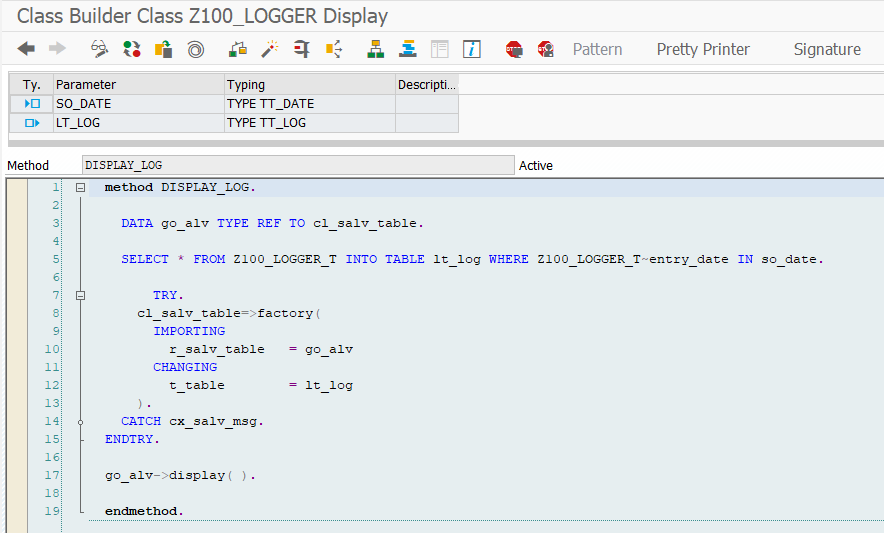 Class Builder Class Z100_LOGGER Display
Pattern Pretty Printer Signature
Ty. Parameter Typing Descripti...
SO_DATE TYPE TT_DATE
LT_LOG TYPE TT_LOG
Method DISPLAY_LOG Active
1 method DISPLAY_LOG.
2
3 DATA go_alv TYPE REF TO cl_salv_table.
4
5 SELECT * FROM Z100_LOGGER_T INTO TABLE lt_log WHERE Z100_LOGGER_T~entry_date IN so_date.
6
7 TRY.
8 cl_salv_table=>factory(
9 IMPORTING
10 r_salv_table = go_alv
11 CHANGING
12 t_table = lt_log
13 ).
14 CATCH cx_salv_msg.
15 ENDTRY.
16
17 go_alv->display( ).
18
19 endmethod.